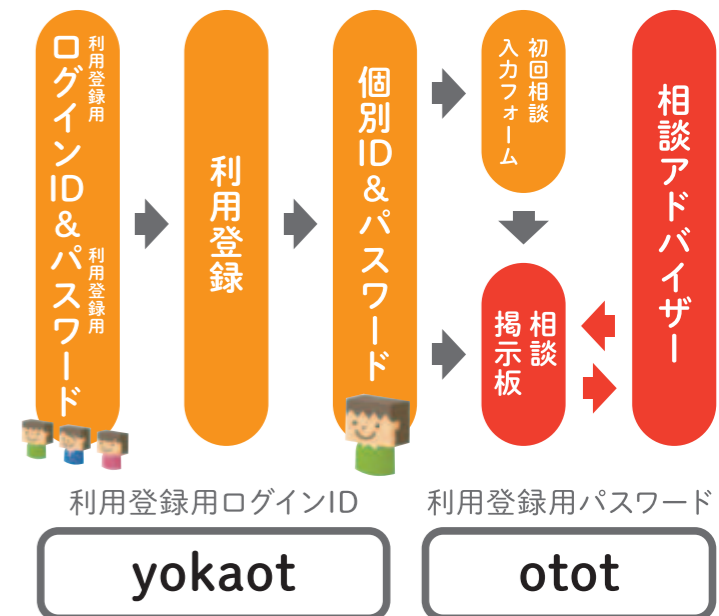 利用登録用
ログインID&パスワード
利用登録用
利用登録
個別ID&パスワード
初回相談
入力フォーム
相談
掲示板
相談アドバイザー
利用登録用ログインID
利用登録用パスワード
yokaot
otot